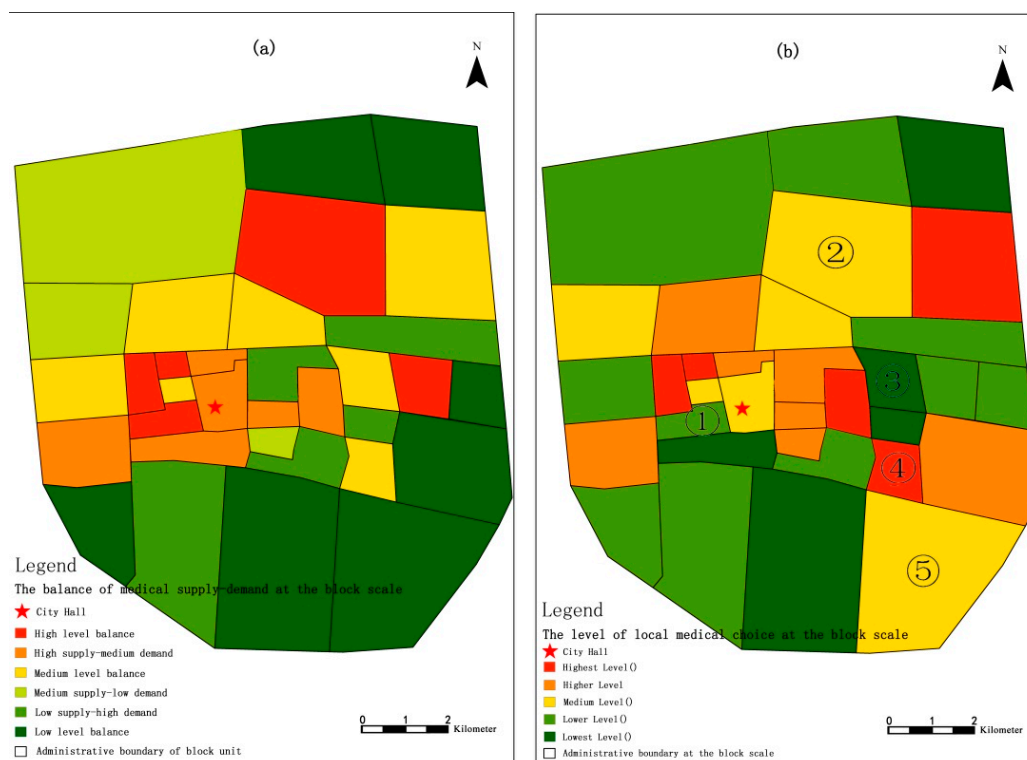 (a)
N
Legend
The balance of medical supply-demand at the block scale
City Hall
High level balance
High supply-medium demand
Medium level balance
Medium supply-low demand
Low supply-high demand
Low level balance
Administrative boundary of block unit
0 1 2
Kilometer
(b)
N
②
③
①
④
⑤
Legend
The level of local medical choice at the block scale
City Hall
Highest Level()
Higher Level
Medium Level()
Lower Level()
Lowest Level()
Administrative boundary at the block scale
0 1 2
Kilometer